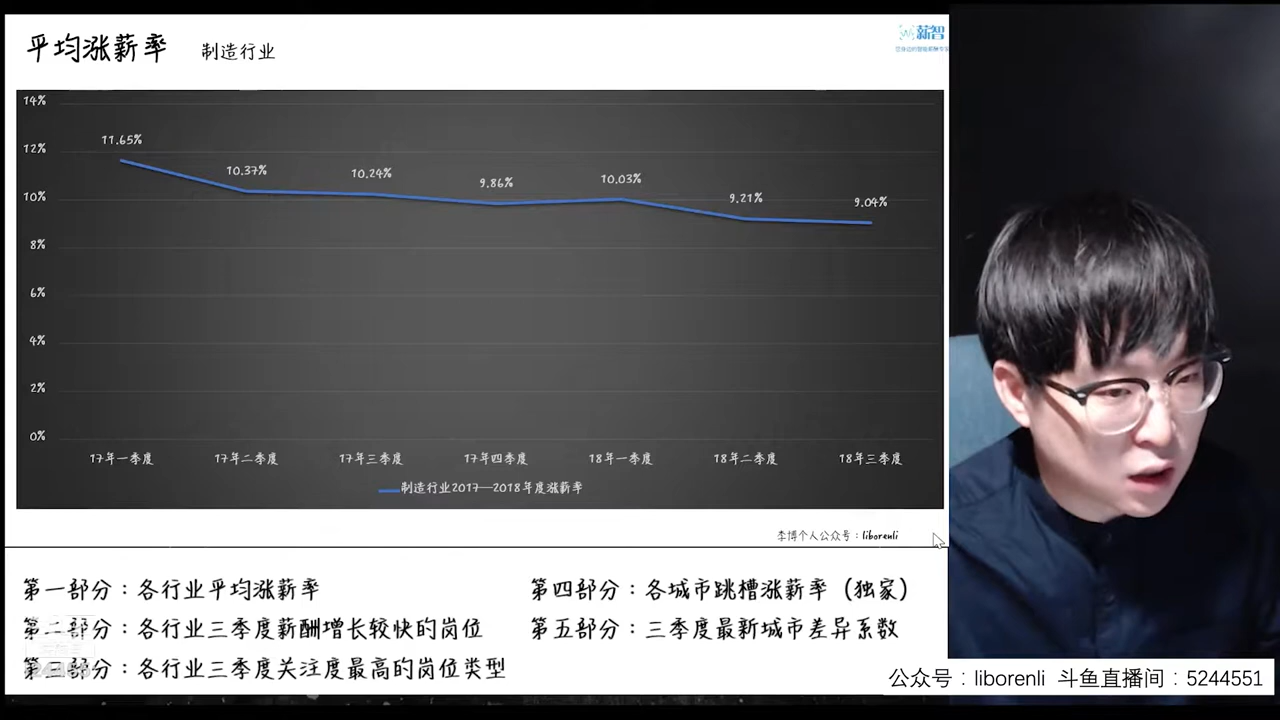 平均涨薪率 制造行业
薪智
14%
12%
10%
8%
6%
4%
2%
0%
11.65%
10.37%
10.24%
9.86%
10.03%
9.21%
9.04%
17年一季度 17年二季度 17年三季度 17年四季度 18年一季度 18年二季度 18年三季度
制造行业2017—2018年度涨薪率
李博个人公众号：liborenli
第一部分：各行业平均涨薪率
第二部分：各行业三季度薪酬增长较快的岗位
第三部分：各行业三季度关注度最高的岗位类型
第四部分：各城市跳槽涨薪率（独家）
第五部分：三季度最新城市差异系数
公众号：liborenli 斗鱼直播间：5244551